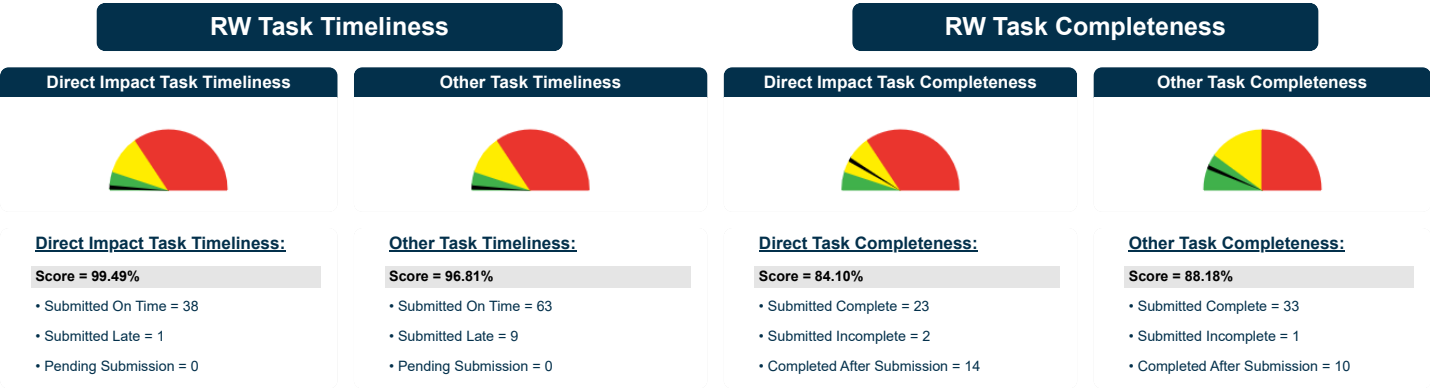 RW Task Timeliness
RW Task Completeness
Direct Impact Task Timeliness
Other Task Timeliness
Direct Impact Task Completeness
Other Task Completeness
Direct Impact Task Timeliness:
Score = 99.49%
• Submitted On Time = 38
• Submitted Late = 1
• Pending Submission = 0
Other Task Timeliness:
Score = 96.81%
• Submitted On Time = 63
• Submitted Late = 9
• Pending Submission = 0
Direct Task Completeness:
Score = 84.10%
• Submitted Complete = 23
• Submitted Incomplete = 2
• Completed After Submission = 14
Other Task Completeness:
Score = 88.18%
• Submitted Complete = 33
• Submitted Incomplete = 1
• Completed After Submission = 10